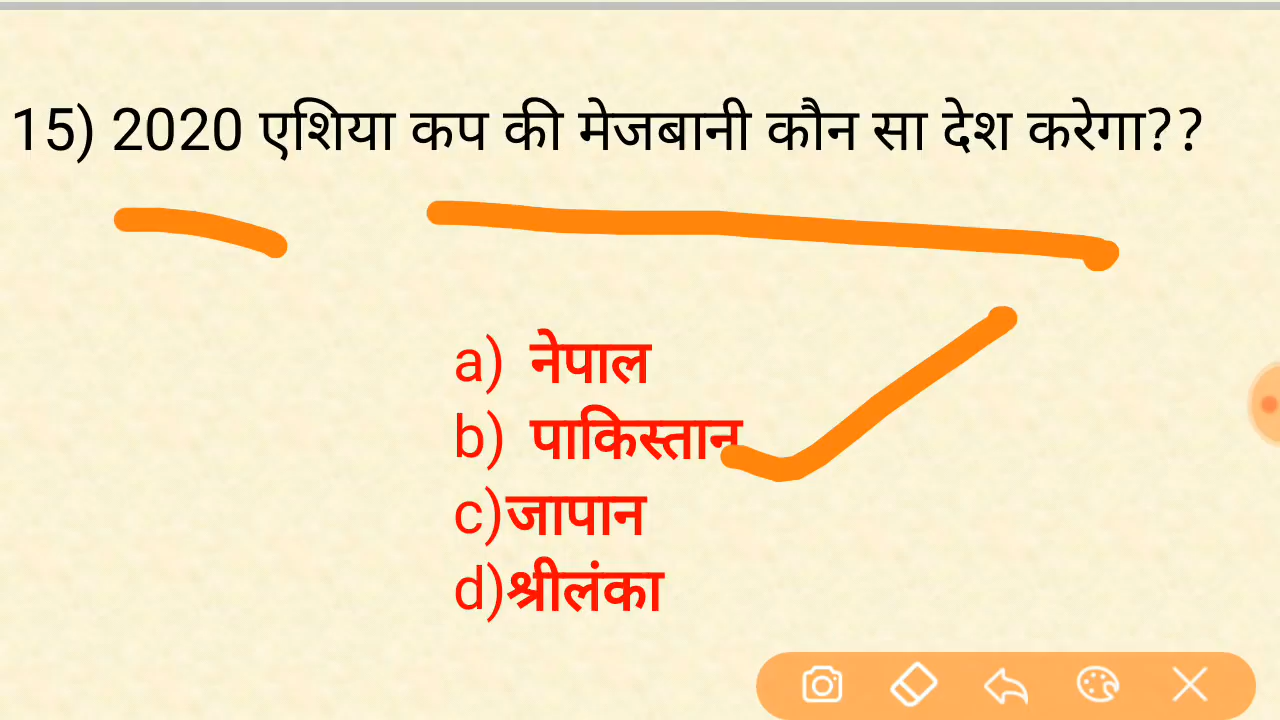 15) 2020 एशिया कप की मेजबानी कौन सा देश करेगा??
a) नेपाल
b) पाकिस्तान
c)जापान
d)श्रीलंका